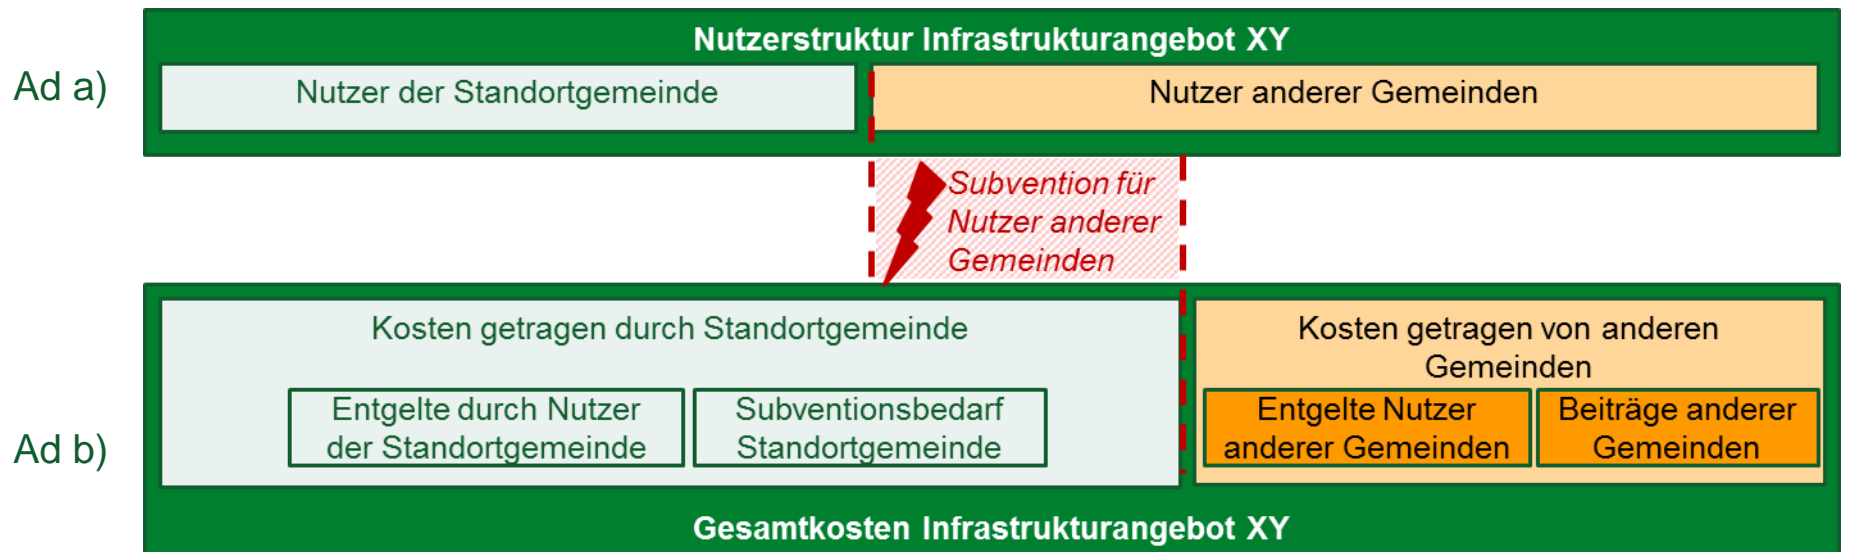 Nutzerstruktur Infrastrukturangebot XY
Ad a)
Nutzer der Standortgemeinde
Nutzer anderer Gemeinden
Subvention für
Nutzer anderer
Gemeinden
Kosten getragen durch Standortgemeinde
Kosten getragen von anderen
Gemeinden
Ad b)
Entgelte durch Nutzer
der Standortgemeinde
Subventionsbedarf
Standortgemeinde
Entgelte Nutzer
anderer Gemeinden
Beiträge anderer
Gemeinden
Gesamtkosten Infrastrukturangebot XY